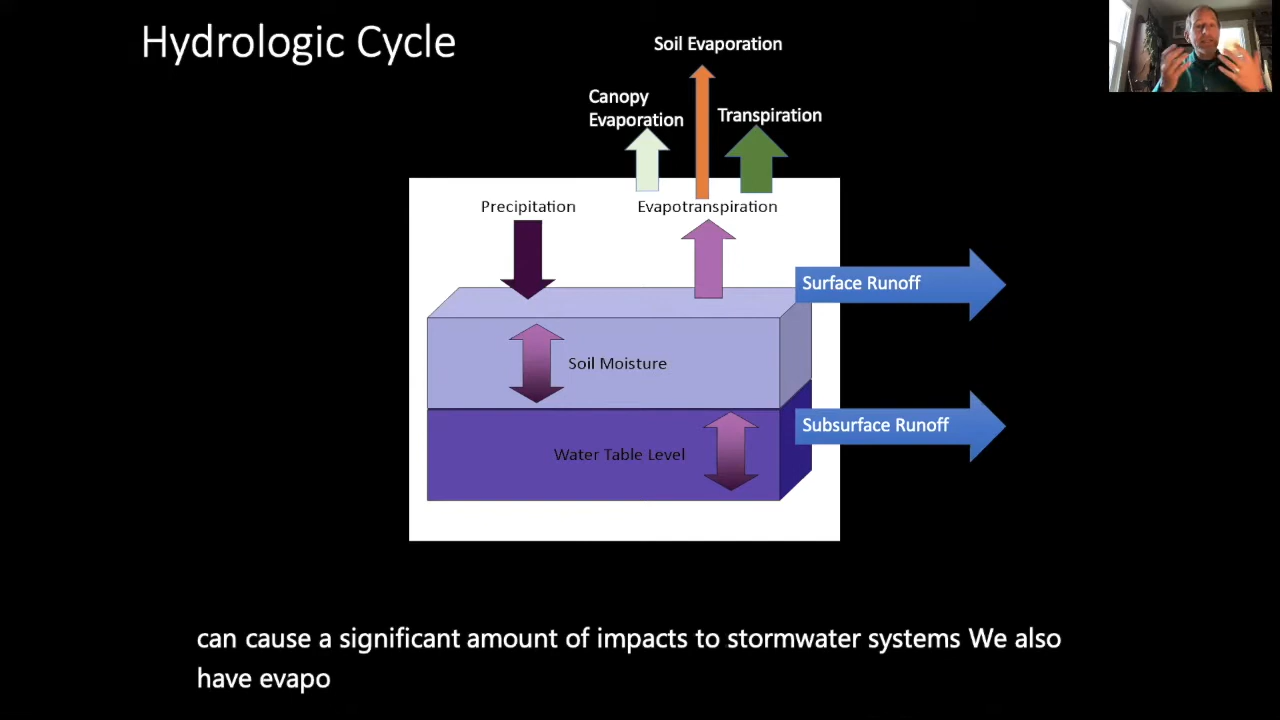 Hydrologic Cycle
Soil Evaporation
Canopy
Evaporation
Transpiration
Precipitation
Evapotranspiration
Surface Runoff
Soil Moisture
Subsurface Runoff
Water Table Level
can cause a significant amount of impacts to stormwater systems We also
have evapo